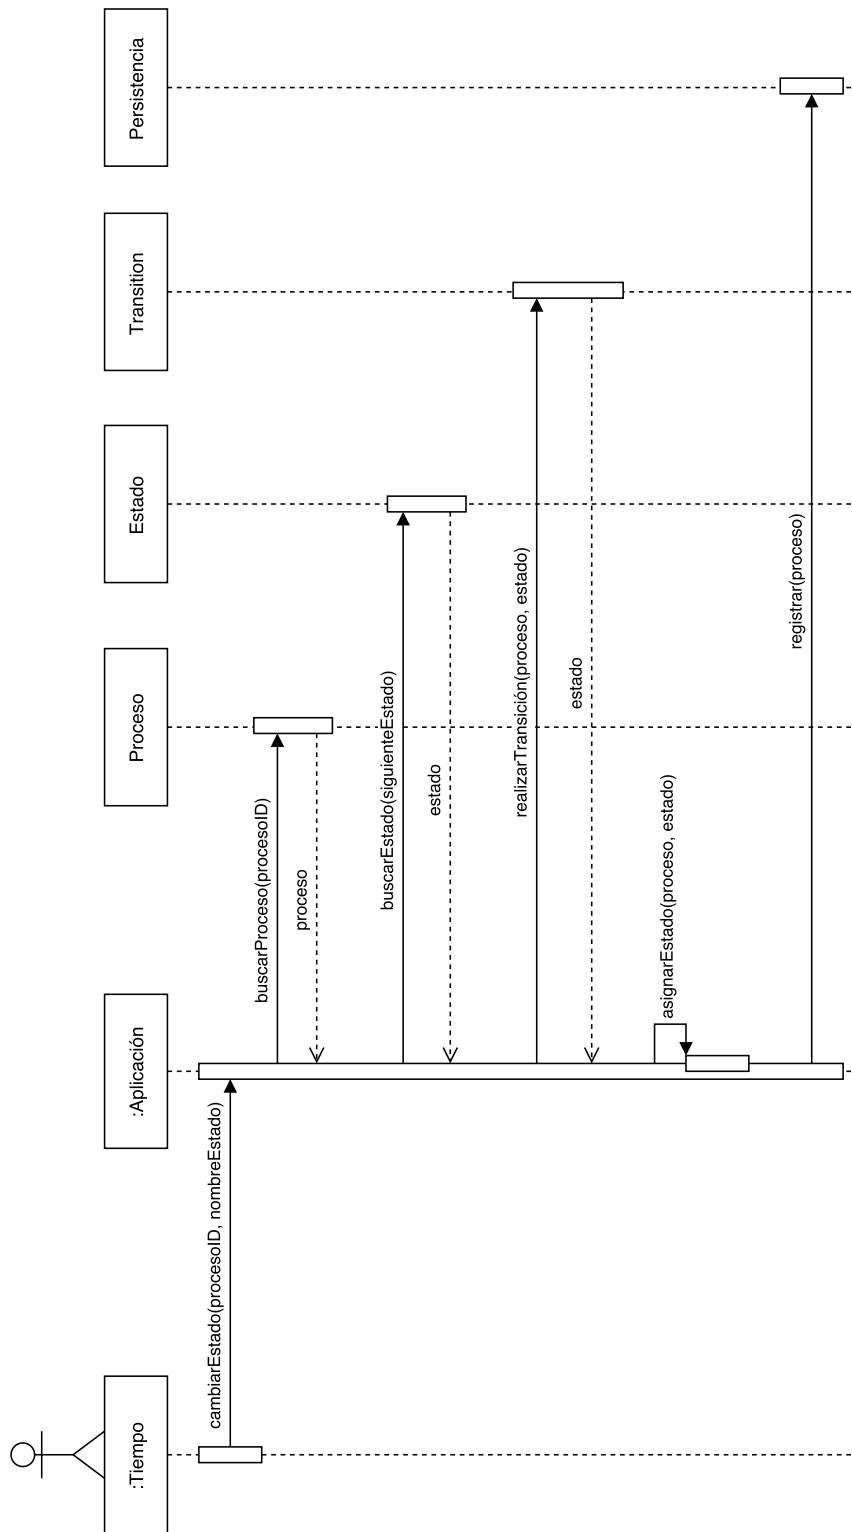 :Tiempo
:Aplicación
Proceso
Estado
Transition
Persistencia
cambiarEstado(procesoID, nombreEstado)
buscarProceso(procesoID)
proceso
buscarEstado(siguienteEstado)
estado
realizarTransición(proceso, estado)
estado
asignarEstado(proceso, estado)
registrar(proceso)